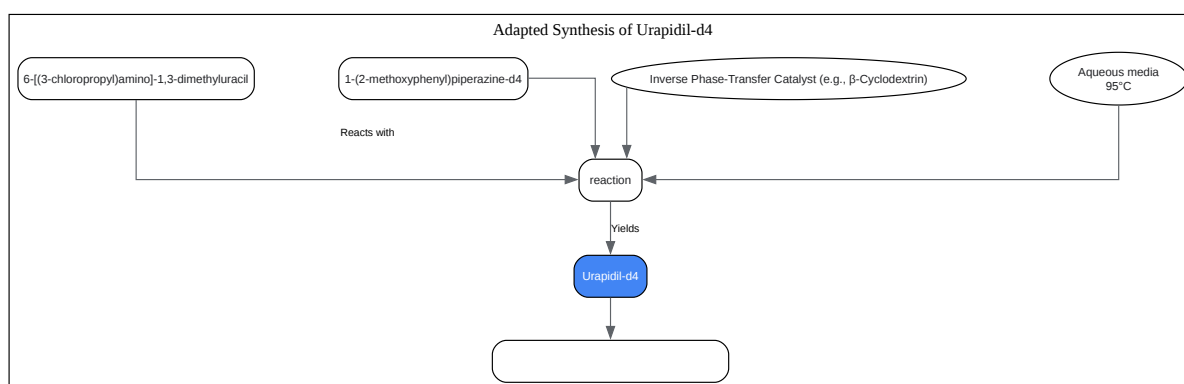 Adapted Synthesis of Urapidil-d4
6-[(3-chloropropyl)amino]-1,3-dimethyluracil
1-(2-methoxyphenyl)piperazine-d4
Inverse Phase-Transfer Catalyst (e.g., β-Cyclodextrin)
Aqueous media
95°C
Reacts with
reaction
Yields
Urapidil-d4